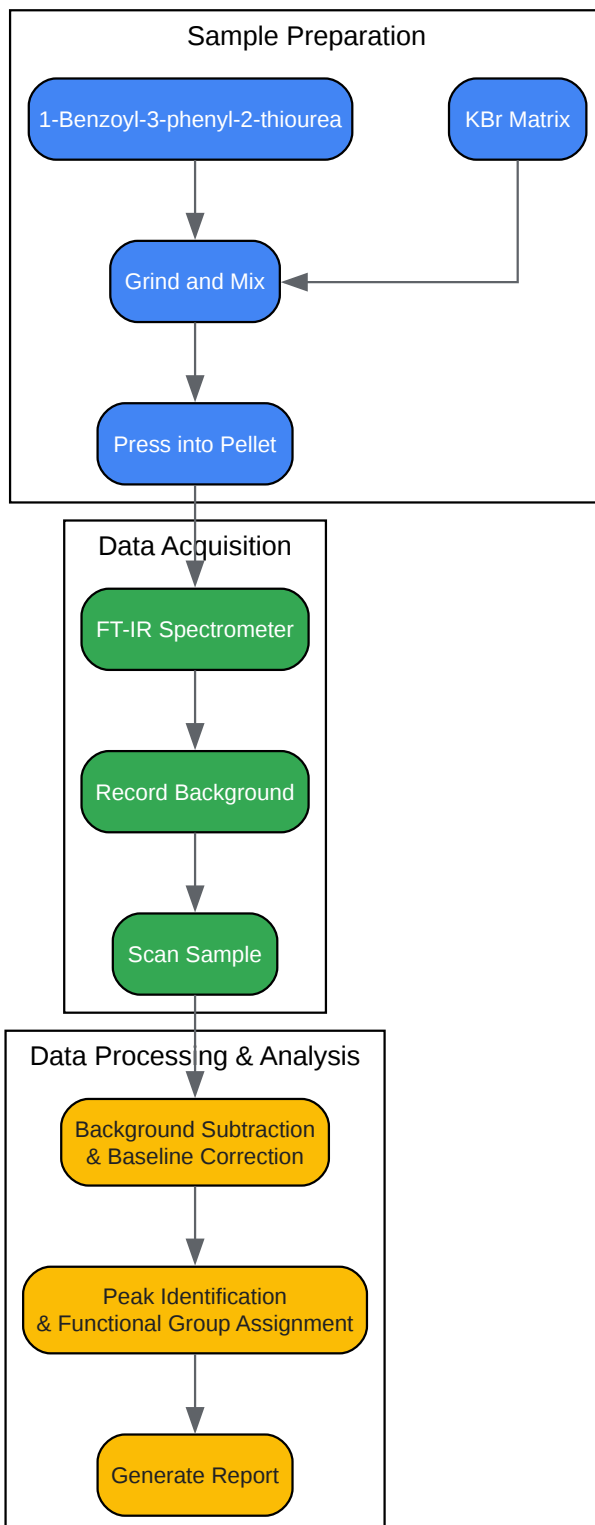 Sample Preparation
1-Benzoyl-3-phenyl-2-thiourea
KBr Matrix
Grind and Mix
Press into Pellet
Data Acquisition
FT-IR Spectrometer
Record Background
Scan Sample
Data Processing & Analysis
Background Subtraction
& Baseline Correction
Peak Identification
& Functional Group Assignment
Generate Report